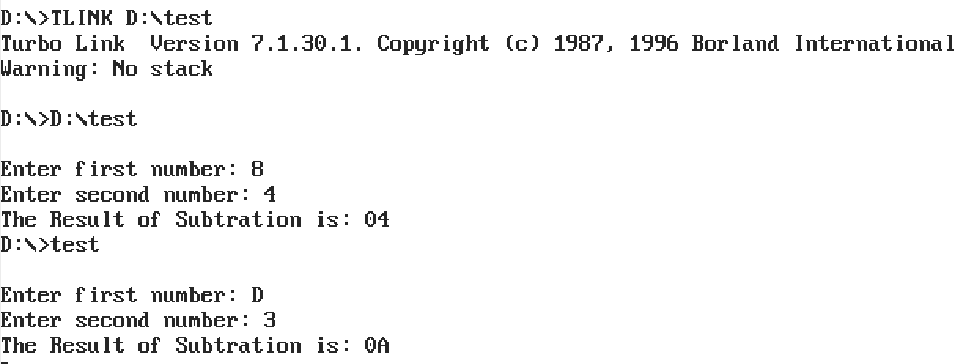 D:\>TLINK D:\test
Turbo Link  Version 7.1.30.1. Copyright (c) 1987, 1996 Borland International
Warning: No stack
D:\>D:\test
Enter first number: 8
Enter second number: 4
The Result of Subtration is: 04
D:\>test
Enter first number: D
Enter second number: 3
The Result of Subtration is: 0A